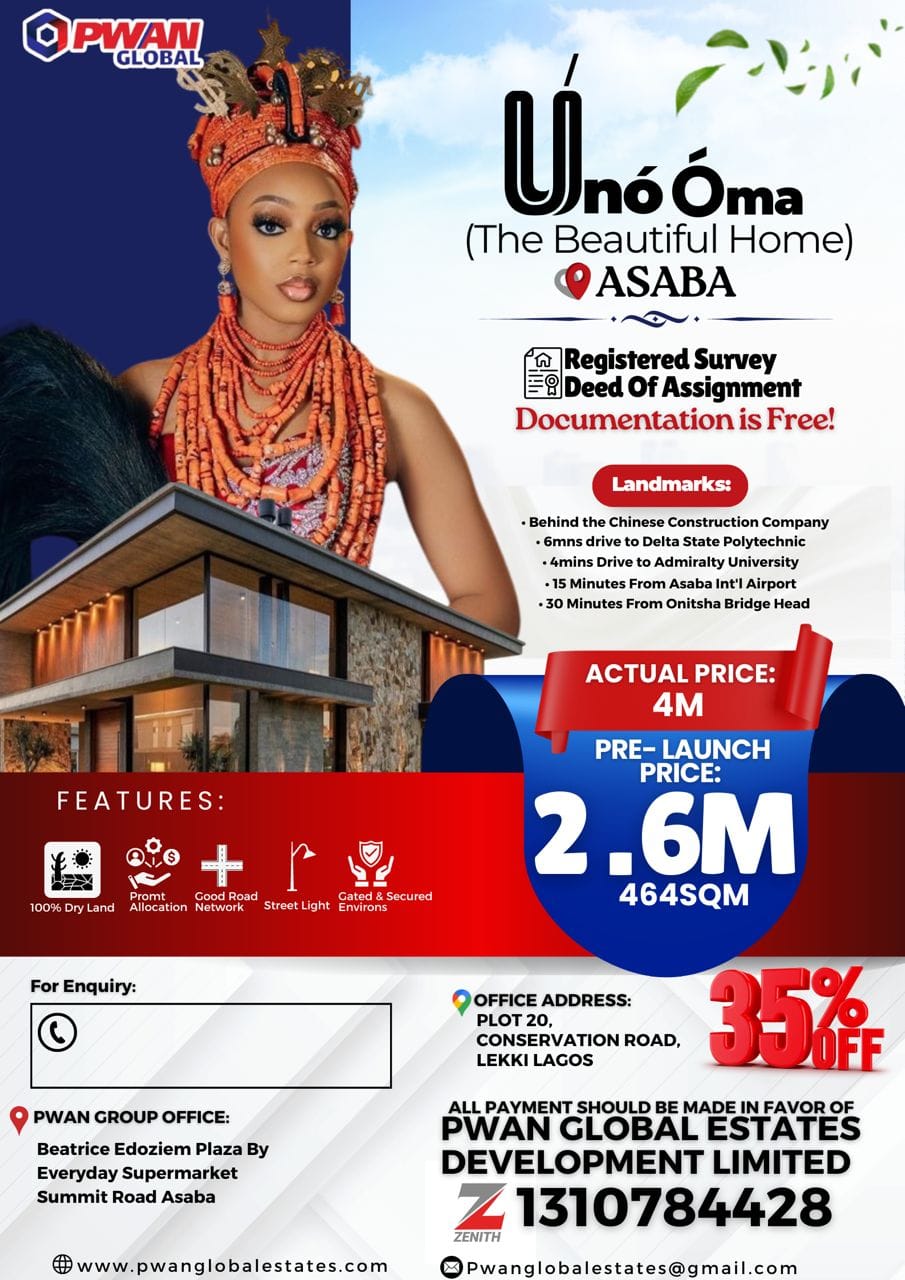 PWAN
GLOBAL
Únó Óma
(The Beautiful Home)
ASABA
Registered Survey
Deed Of Assignment
Documentation is Free!
Landmarks:
• Behind the Chinese Construction Company
• 6mns drive to Delta State Polytechnic
• 4mins Drive to Admiralty University
• 15 Minutes From Asaba Int'l Airport
• 30 Minutes From Onitsha Bridge Head
ACTUAL PRICE:
4M
PRE- LAUNCH
PRICE:
2.6M
464SQM
FEATURES:
100% Dry Land
Promt
Allocation
Good Road
Network
Street Light
Gated & Secured
Environs
For Enquiry:
OFFICE ADDRESS:
PLOT 20,
CONSERVATION ROAD,
LEKKI LAGOS
35%
OFF
PWAN GROUP OFFICE:
Beatrice Edoziem Plaza By
Everyday Supermarket
Summit Road Asaba
ALL PAYMENT SHOULD BE MADE IN FAVOR OF
PWAN GLOBAL ESTATES
DEVELOPMENT LIMITED
ZENITH
1310784428
www.pwanglobalestates.com
Pwanglobalestates@gmail.com